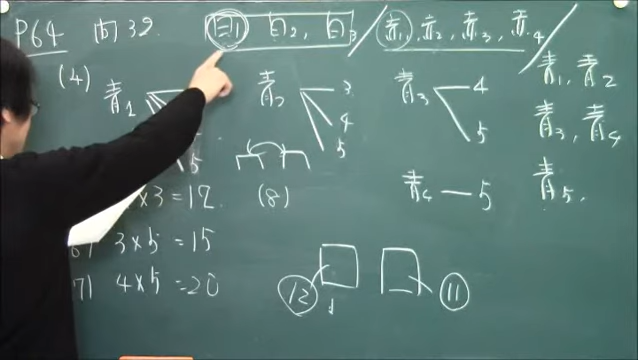 P64 問32. 白1 白2, 白3 / 赤1, 赤2, 赤3, 赤4 /
(4) 青1 青2 3 4 5 青3 4 5 青1, 青2
5 青3, 青4
×3 = 12 (8) 青4 — 5 青5.
3×5 = 15
7) 4×5 = 20 12 11